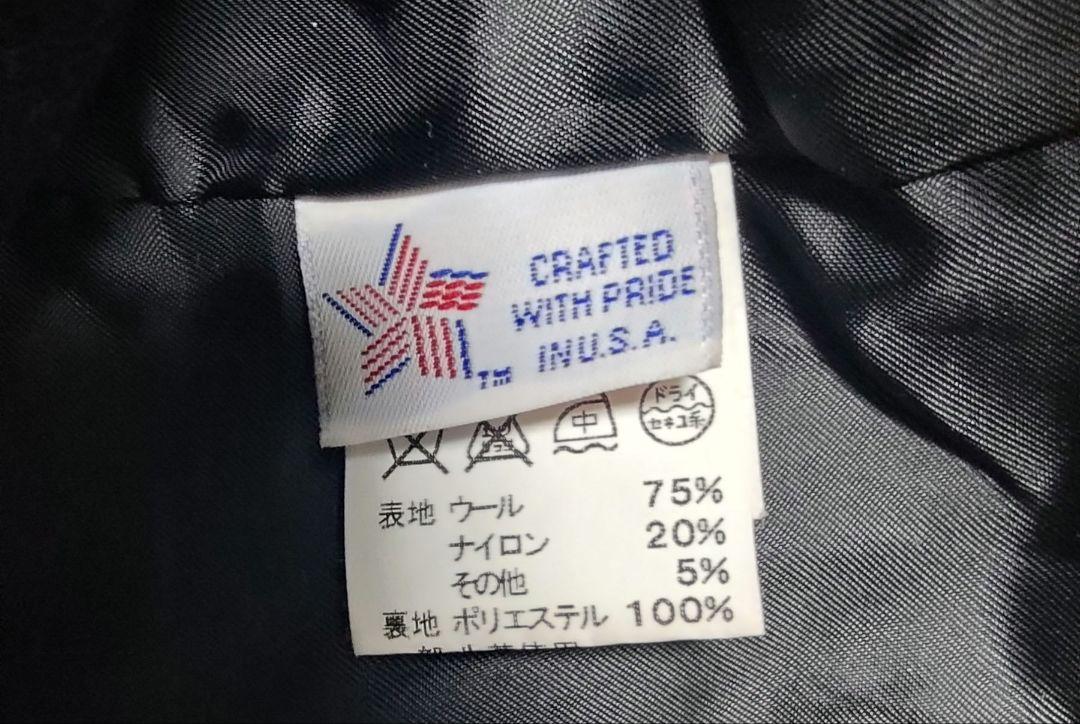 CRAFTED
WITH PRIDE
IN U.S.A.
TM
中
ドライ
セキユ系
表地 ウール 75%
ナイロン 20%
その他 5%
裏地 ポリエステル 100%